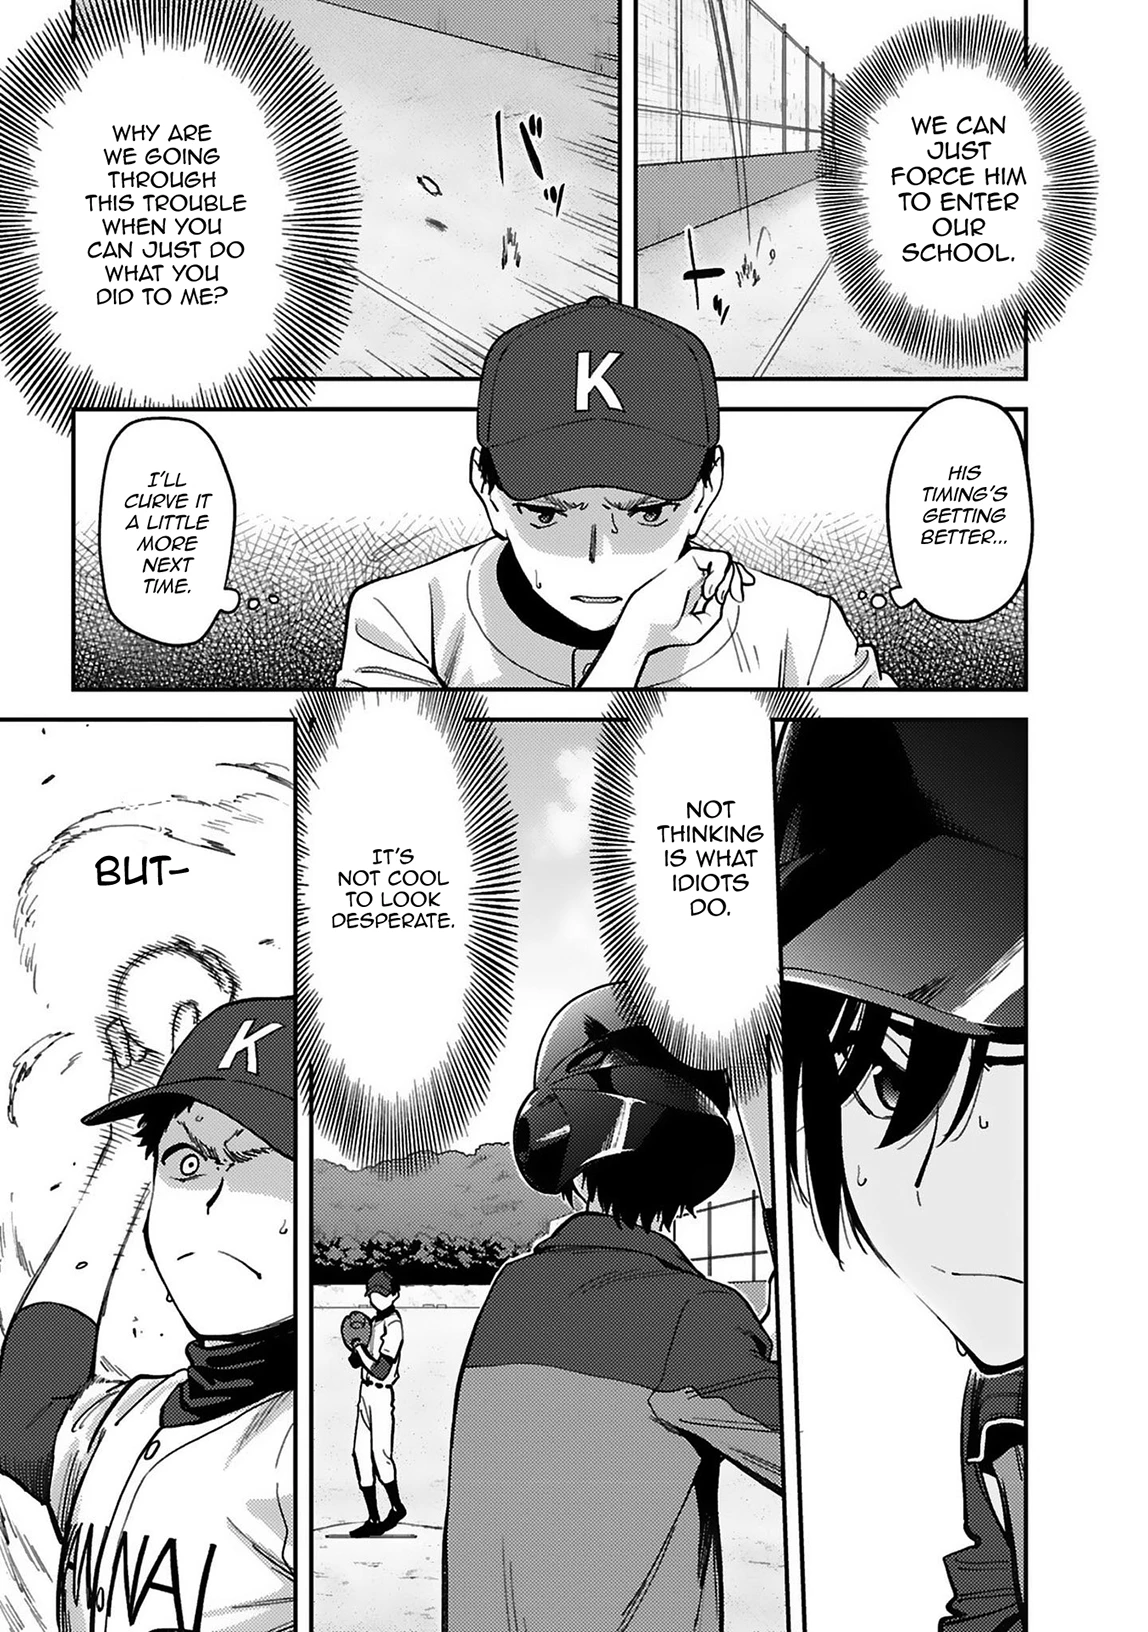 WE CAN
JUST
FORCE HIM
TO ENTER
OUR
SCHOOL.
WHY ARE
WE GOING
THROUGH
THIS TROUBLE
WHEN YOU
CAN JUST DO
WHAT YOU
DID TO ME?
K
HIS
TIMING'S
GETTING
BETTER...
I'LL
CURVE IT
A LITTLE
MORE
NEXT
TIME.
NOT
THINKING
IS WHAT
IDIOTS
DO.
IT'S
NOT COOL
TO LOOK
DESPERATE.
BUT-
K
NNAI